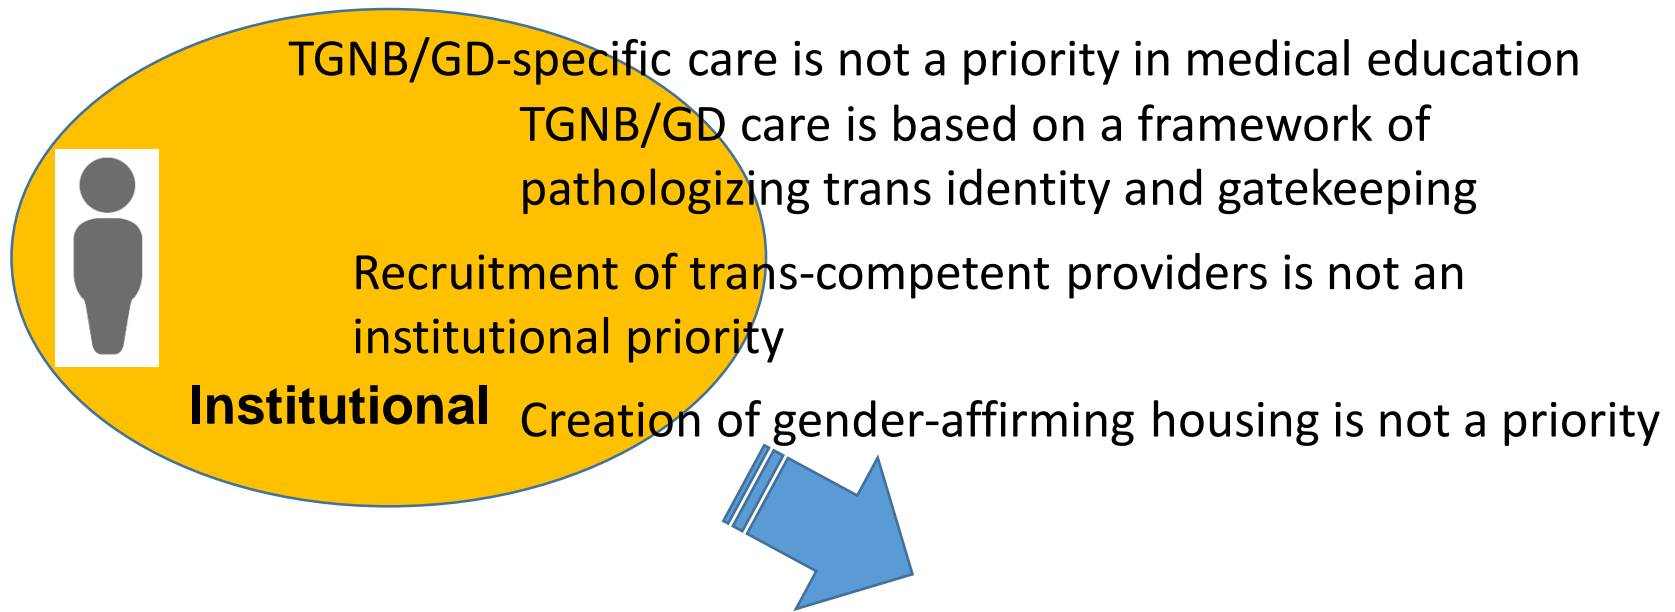 TGNB/GD-specific care is not a priority in medical education
TGNB/GD care is based on a framework of
pathologizing trans identity and gatekeeping
Recruitment of trans-competent providers is not an
institutional priority
Institutional
Creation of gender-affirming housing is not a priority